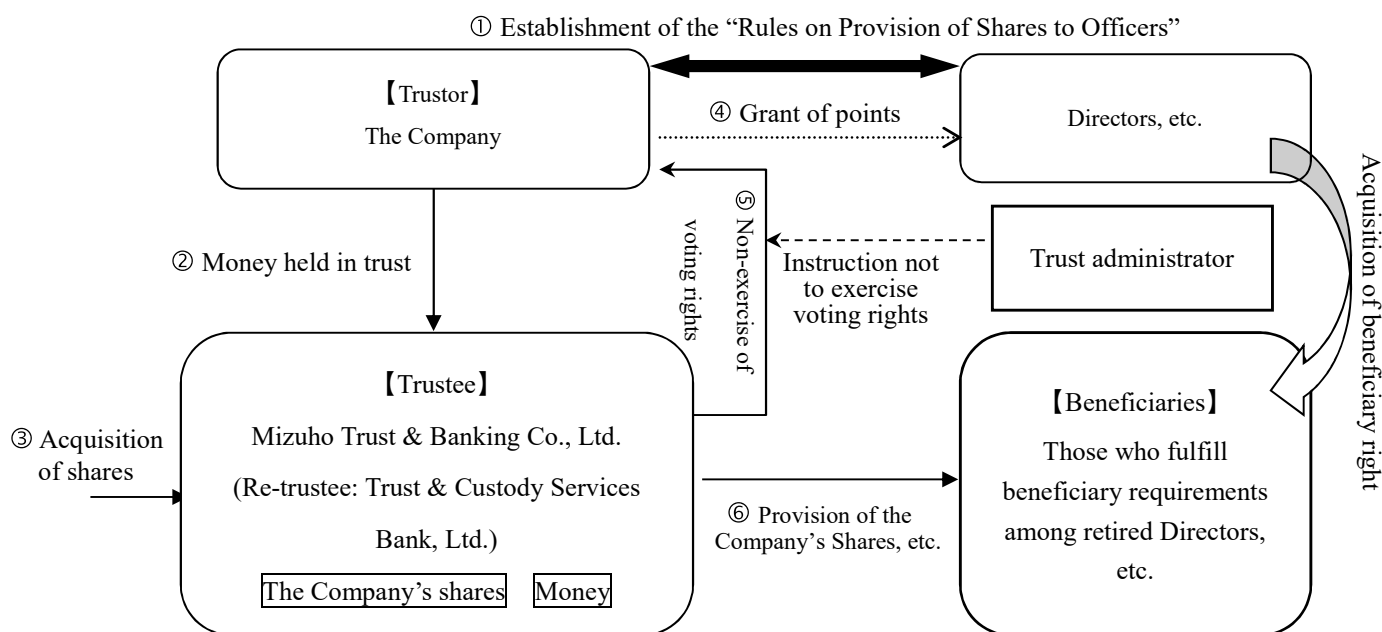 ① Establishment of the “Rules on Provision of Shares to Officers”
【Trustor】
The Company
④ Grant of points
Directors, etc.
② Money held in trust
⑤ Non-exercise of
voting rights
Instruction not
to exercise
voting rights
Trust administrator
Acquisition of beneficiary right
③ Acquisition
of shares
【Trustee】
Mizuho Trust & Banking Co., Ltd.
(Re-trustee: Trust & Custody Services
Bank, Ltd.)
The Company’s shares Money
⑥ Provision of the
Company’s Shares, etc.
【Beneficiaries】
Those who fulfill
beneficiary requirements
among retired Directors,
etc.